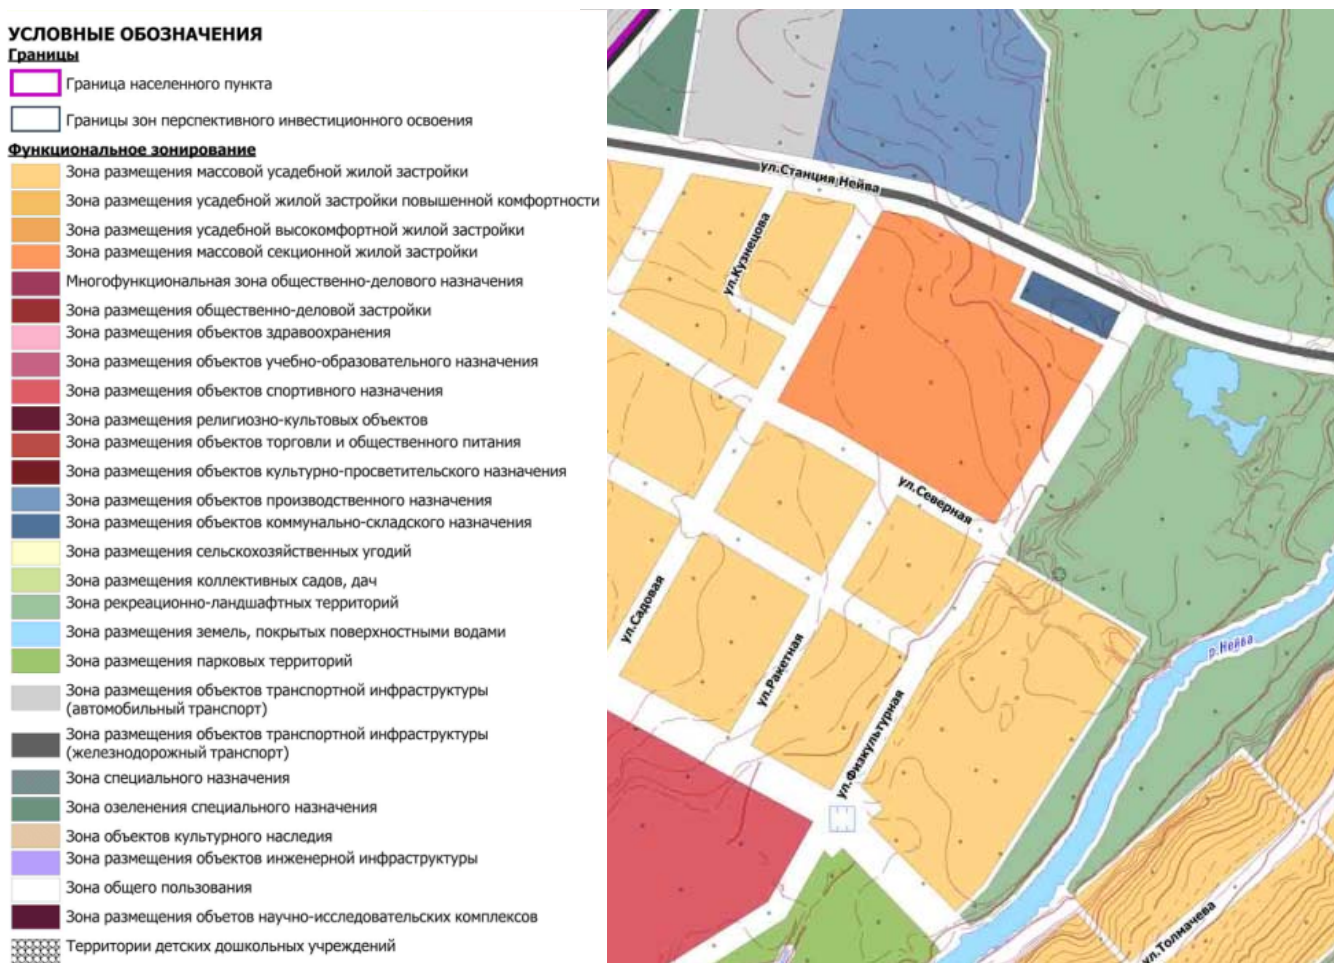 УСЛОВНЫЕ ОБОЗНАЧЕНИЯ
Границы
Граница населенного пункта
Границы зон перспективного инвестиционного освоения
Функциональное зонирование
Зона размещения массовой усадебной жилой застройки
Зона размещения усадебной жилой застройки повышенной комфортности
Зона размещения усадебной высокомфортной жилой застройки
Зона размещения массовой секционной жилой застройки
Многофункциональная зона общественно-делового назначения
Зона размещения общественно-деловой застройки
Зона размещения объектов здравоохранения
Зона размещения объектов учебно-образовательного назначения
Зона размещения объектов спортивного назначения
Зона размещения религиозно-культовых объектов
Зона размещения объектов торговли и общественного питания
Зона размещения объектов культурно-просветительского назначения
Зона размещения объектов производственного назначения
Зона размещения объектов коммунально-складского назначения
Зона размещения сельскохозяйственных угодий
Зона размещения коллективных садов, дач
Зона рекреационно-ландшафтных территорий
Зона размещения земель, покрытых поверхностными водами
Зона размещения парковых территорий
Зона размещения объектов транспортной инфраструктуры
(автомобильный транспорт)
Зона размещения объектов транспортной инфраструктуры
(железнодорожный транспорт)
Зона специального назначения
Зона озеленения специального назначения
Зона объектов культурного наследия
Зона размещения объектов инженерной инфраструктуры
Зона общего пользования
Зона размещения объетов научно-исследовательских комплексов
Территории детских дошкольных учреждений
ул.Станция Нейва
ул.Кузнецова
ул.Северная
ул.Садовая
ул.Ракетная
ул.Физкультурная
р.Нейва
ул.Толмачева